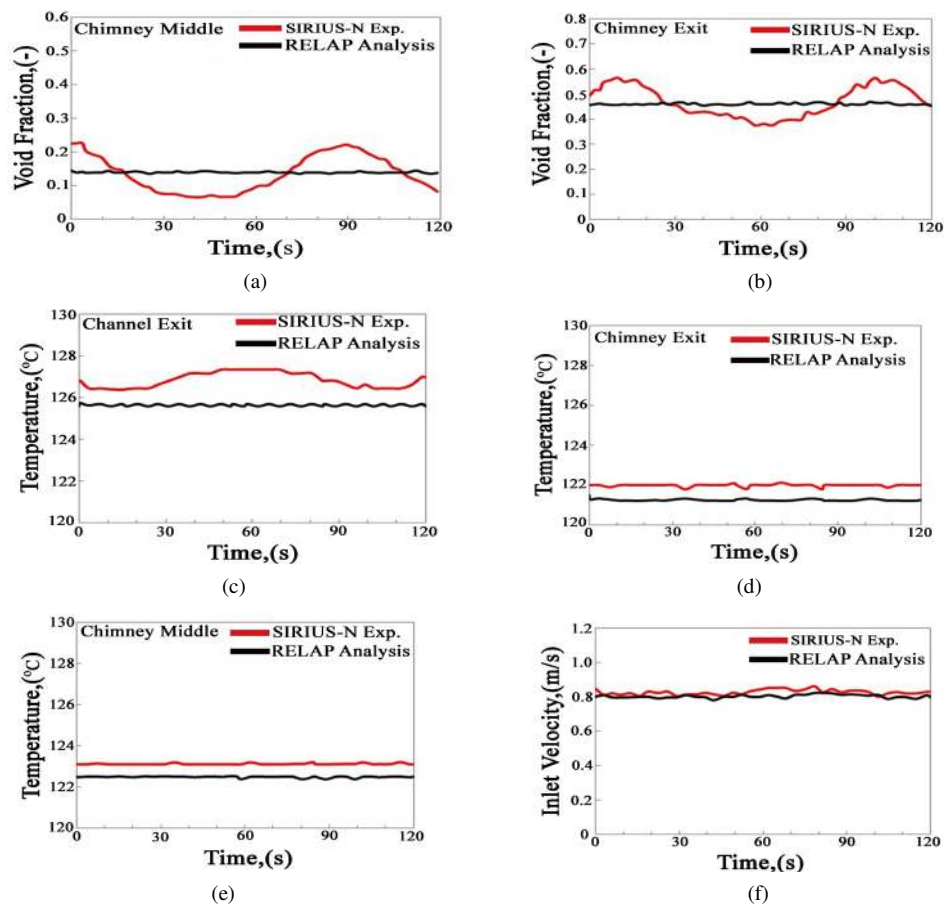 0.6
Chimney Middle
SIRIUS-N Exp.
RELAP Analysis
0.5
0.4
0.3
0.2
0.1
0
Void Fraction,(-)
0 30 60 90 120
Time,(s)
(a)
0.8
Chimney Exit
SIRIUS-N Exp.
RELAP Analysis
0.7
0.6
0.5
0.4
0.3
0.2
0.1
0
Void Fraction,(-)
0 30 60 90 120
Time,(s)
(b)
130
Channel Exit
SIRIUS-N Exp.
RELAP Analysis
128
126
124
122
120
Temperature,(ºC)
0 30 60 90 120
Time,(s)
(c)
130
Chimney Exit
SIRIUS-N Exp.
RELAP Analysis
128
126
124
122
120
Temperature,(ºC)
0 30 60 90 120
Time,(s)
(d)
130
Chimney Middle
SIRIUS-N Exp.
RELAP Analysis
128
126
124
123
122
120
Temperature,(ºC)
0 30 60 90 120
Time,(s)
(e)
1.2
SIRIUS-N Exp.
RELAP Analysis
1.0
0.8
0.6
0.4
0.2
0
Inlet Velocity,(m/s)
0 30 60 90 120
Time,(s)
(f)